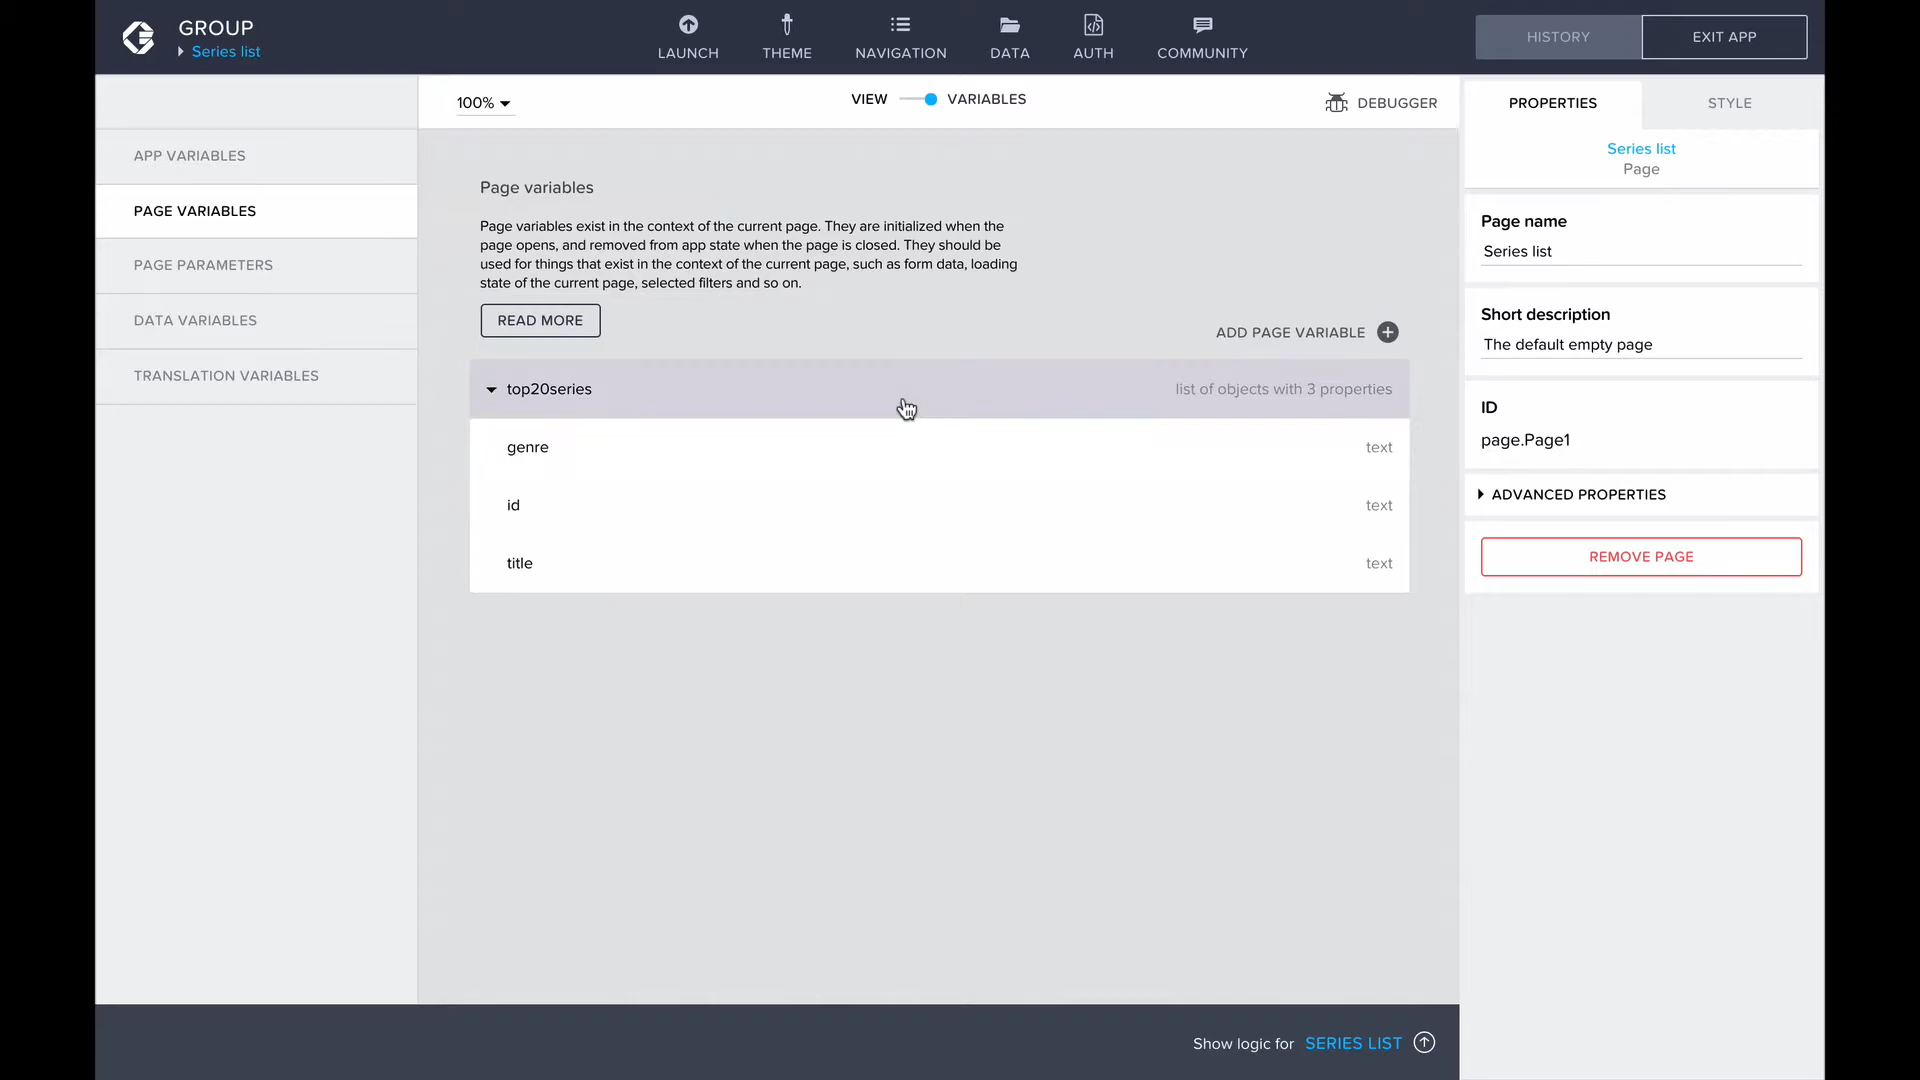 GROUP
Series list
LAUNCH
THEME
NAVIGATION
DATA
AUTH
COMMUNITY
HISTORY
EXIT APP
APP VARIABLES
PAGE VARIABLES
PAGE PARAMETERS
DATA VARIABLES
TRANSLATION VARIABLES
100%
VIEW
VARIABLES
DEBUGGER
Page variables
Page variables exist in the context of the current page. They are initialized when the
page opens, and removed from app state when the page is closed. They should be
used for things that exist in the context of the current page, such as form data, loading
state of the current page, selected filters and so on.
READ MORE
ADD PAGE VARIABLE
top20series list of objects with 3 properties
genre text
id text
title text
Show logic for SERIES LIST
PROPERTIES
STYLE
Series list
Page
Page name
Series list
Short description
The default empty page
ID
page.Page1
ADVANCED PROPERTIES
REMOVE PAGE